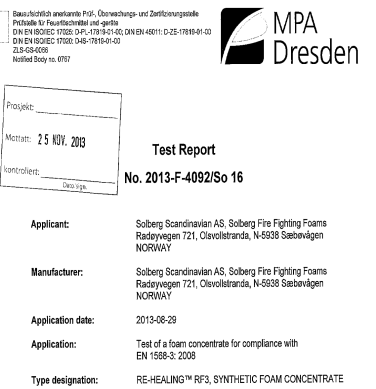 Bauaufsichtlich anerkannte Prüf-, Überwachungs- und Zertifizierungsstelle
Prüfstelle für Feuerlöschmittel und -geräte
DIN EN ISO/IEC 17025: D-PL-17819-01-00; DIN EN 45011: D-ZE-17819-01-00
DIN EN ISO/IEC 17020: D-IS-17819-01-00
ZLS-GS-0066
Notified Body no. 0767
MPA
Dresden
Prosjekt:
Mottatt: 25 NOV. 2013
kontrollert:
Dato/sign.
Test Report
No. 2013-F-4092/So 16
Applicant: Solberg Scandinavian AS, Solberg Fire Fighting Foams
Radøyvegen 721, Olsvollstranda, N-5938 Sæbøvågen
NORWAY
Manufacturer: Solberg Scandinavian AS, Solberg Fire Fighting Foams
Radøyvegen 721, Olsvollstranda, N-5938 Sæbøvågen
NORWAY
Application date: 2013-08-29
Application: Test of a foam concentrate for compliance with
EN 1568-3: 2008
Type designation: RE-HEALING™ RF3, SYNTHETIC FOAM CONCENTRATE